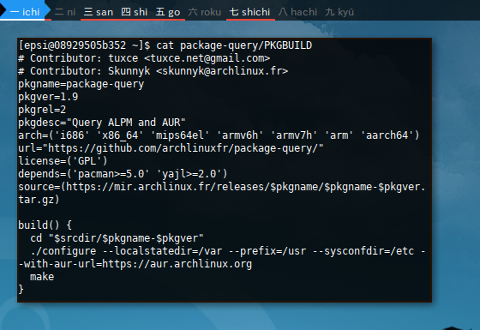 一 ichi 二 ni 三 san 四 shi 五 go 六 roku 七 shichi 八 hachi 九 kyū
[epsi@08929505b352 ~]$ cat package-query/PKGBUILD
# Contributor: tuxce <tuxce.net@gmail.com>
# Contributor: Skunnyk <skunnyk@archlinux.fr>
pkgname=package-query
pkgver=1.9
pkgrel=2
pkgdesc="Query ALPM and AUR"
arch=('i686' 'x86_64' 'mips64el' 'armv6h' 'armv7h' 'arm' 'aarch64')
url="https://github.com/archlinuxfr/package-query/"
license=('GPL')
depends=('pacman>=5.0' 'yajl>=2.0')
source=(https://mir.archlinux.fr/releases/$pkgname/$pkgname-$pkgver.
tar.gz)
build() {
  cd "$srcdir/$pkgname-$pkgver"
  ./configure --localstatedir=/var --prefix=/usr --sysconfdir=/etc -
-with-aur-url=https://aur.archlinux.org
  make
}